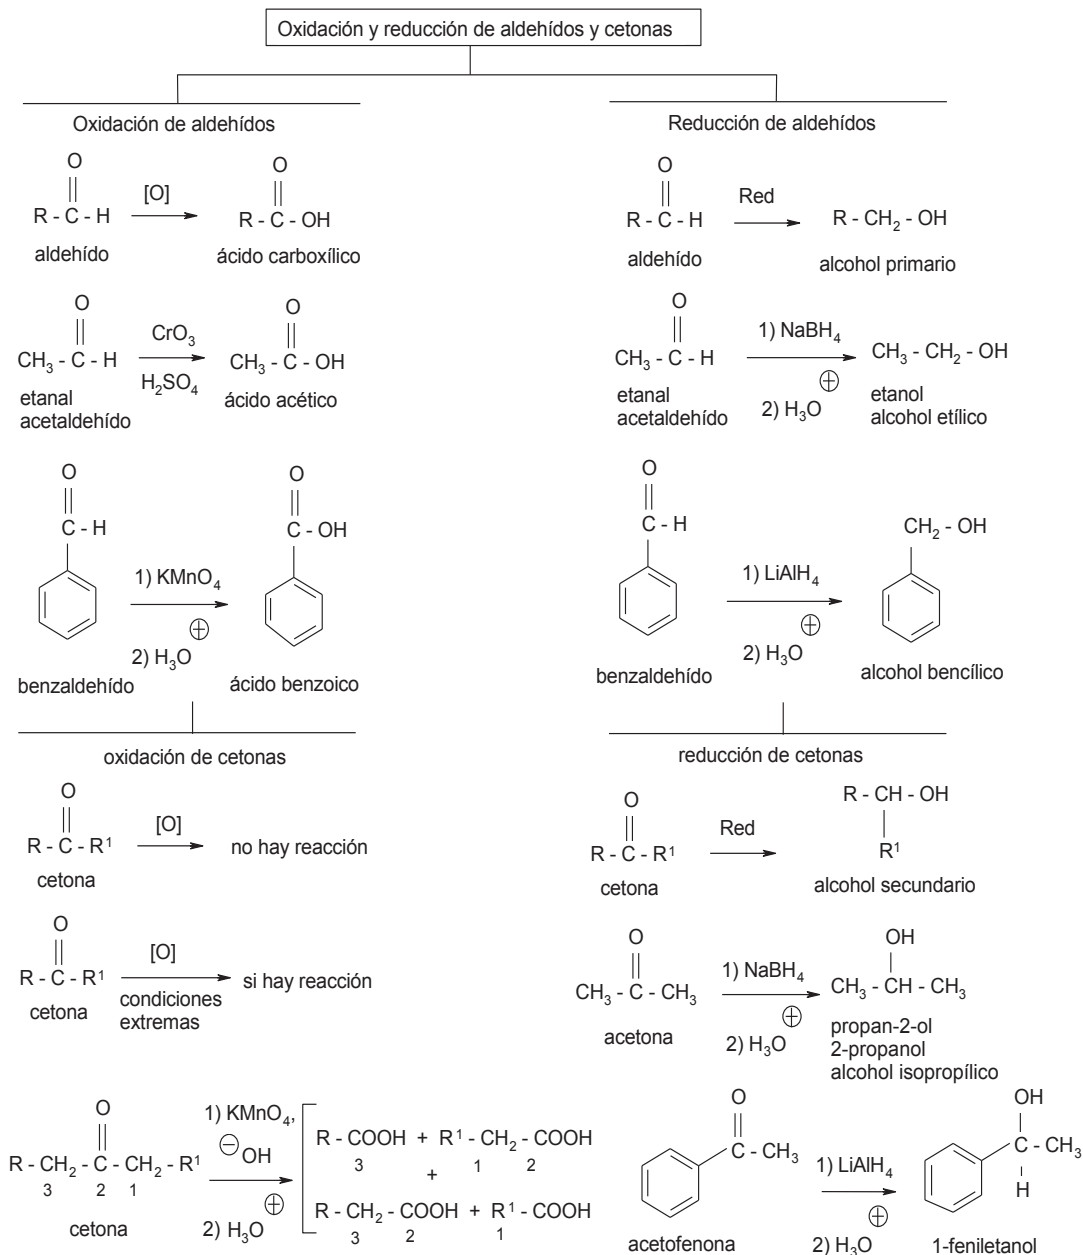 Oxidación y reducción de aldehídos y cetonas
Oxidación de aldehídos
O
R - C - H
[O]
O
R - C - OH
aldehído
ácido carboxílico
O
CH₃ - C - H
CrO₃
H₂SO₄
O
CH₃ - C - OH
etanal
acetaldehído
ácido acético
O
C - H
1) KMnO₄
2) H₃O⊕
O
C - OH
benzaldehído
ácido benzoico
oxidación de cetonas
O
R - C - R¹
[O]
no hay reacción
cetona
O
R - C - R¹
[O]
condiciones
extremas
si hay reacción
cetona
O
R - CH₂ - C - CH₂ - R¹
3 2 1
cetona
1) KMnO₄,
⊖OH
2) H₃O⊕
R - COOH + R¹ - CH₂ - COOH
3 1 2
+
R - CH₂ - COOH + R¹ - COOH
3 2 1
Reducción de aldehídos
O
R - C - H
Red
R - CH₂ - OH
aldehído
alcohol primario
O
CH₃ - C - H
1) NaBH₄
2) H₃O⊕
CH₃ - CH₂ - OH
etanal
acetaldehído
etanol
alcohol etílico
O
C - H
1) LiAlH₄
2) H₃O⊕
CH₂ - OH
benzaldehído
alcohol bencílico
reducción de cetonas
O
R - C - R¹
Red
R - CH - OH
R¹
cetona
alcohol secundario
O
CH₃ - C - CH₃
1) NaBH₄
2) H₃O⊕
OH
CH₃ - CH - CH₃
acetona
propan-2-ol
2-propanol
alcohol isopropílico
O
C - CH₃
1) LiAlH₄
2) H₃O⊕
OH
C - CH₃
H
acetofenona
1-feniletanol